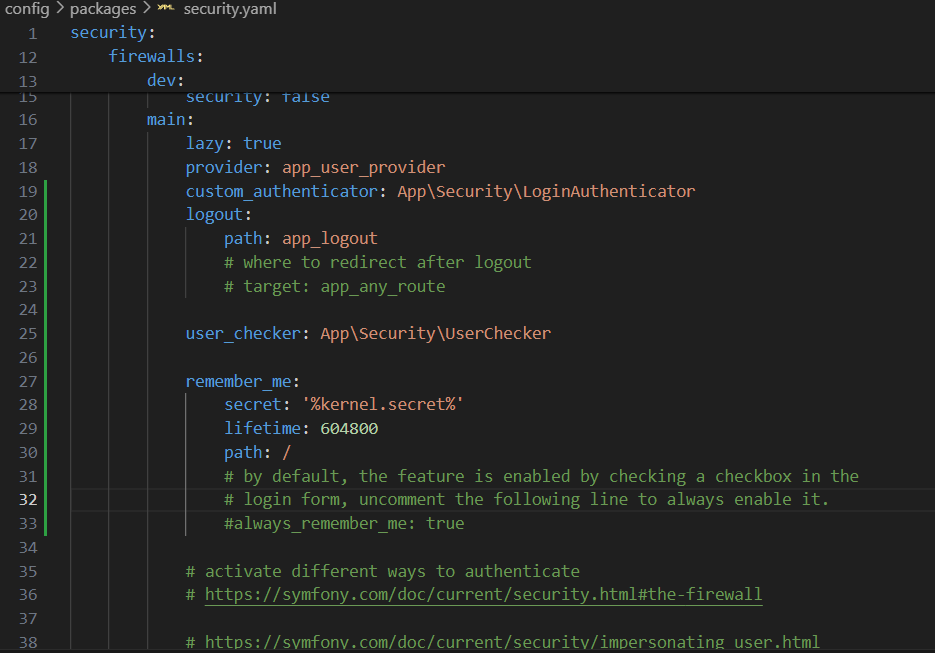 config > packages > security.yaml
1 security:
12 firewalls:
13 dev:
15 security: false
16 main:
17 lazy: true
18 provider: app_user_provider
19 custom_authenticator: App\Security\LoginAuthenticator
20 logout:
21 path: app_logout
22 # where to redirect after logout
23 # target: app_any_route
24
25 user_checker: App\Security\UserChecker
26
27 remember_me:
28 secret: '%kernel.secret%'
29 lifetime: 604800
30 path: /
31 # by default, the feature is enabled by checking a checkbox in the
32 # login form, uncomment the following line to always enable it.
33 #always_remember_me: true
34
35 # activate different ways to authenticate
36 # https://symfony.com/doc/current/security.html#the-firewall
37
38 # https://symfony.com/doc/current/security/impersonating_user.html